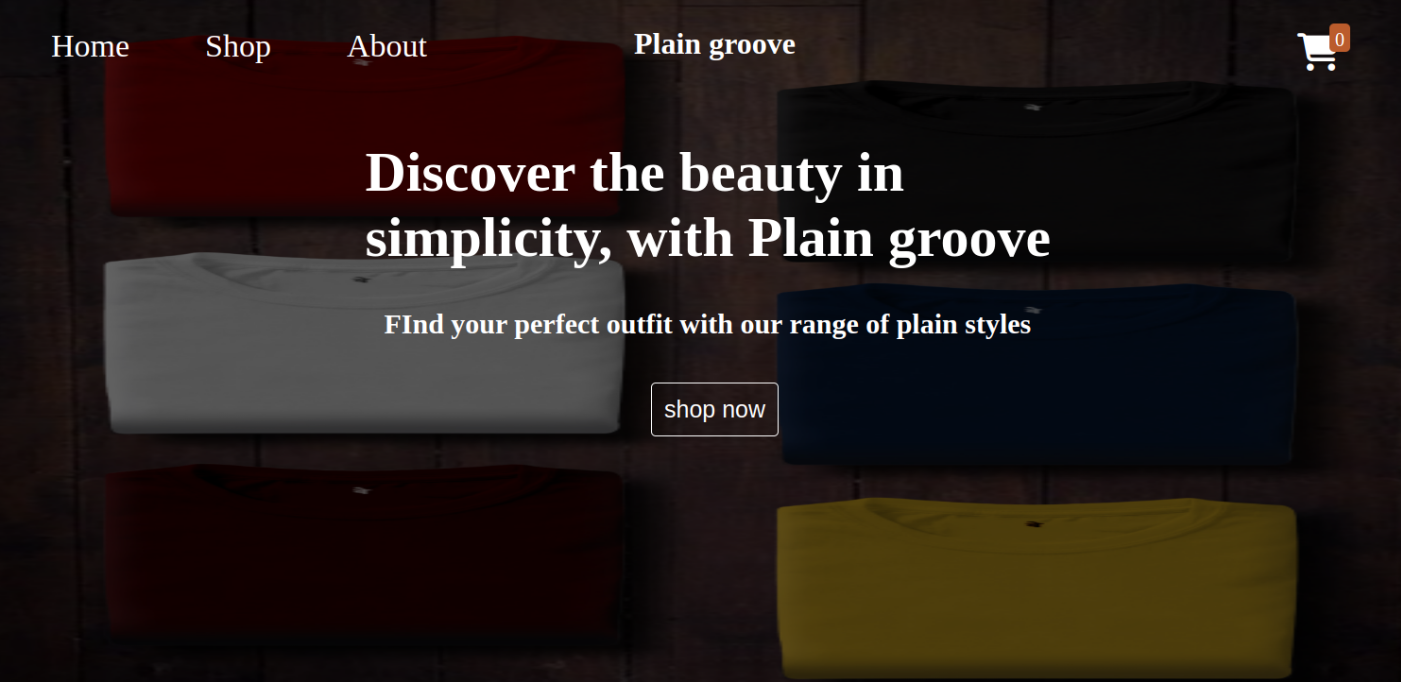 Home Shop About Plain groove 0
Discover the beauty in
simplicity, with Plain groove
FInd your perfect outfit with our range of plain styles
shop now